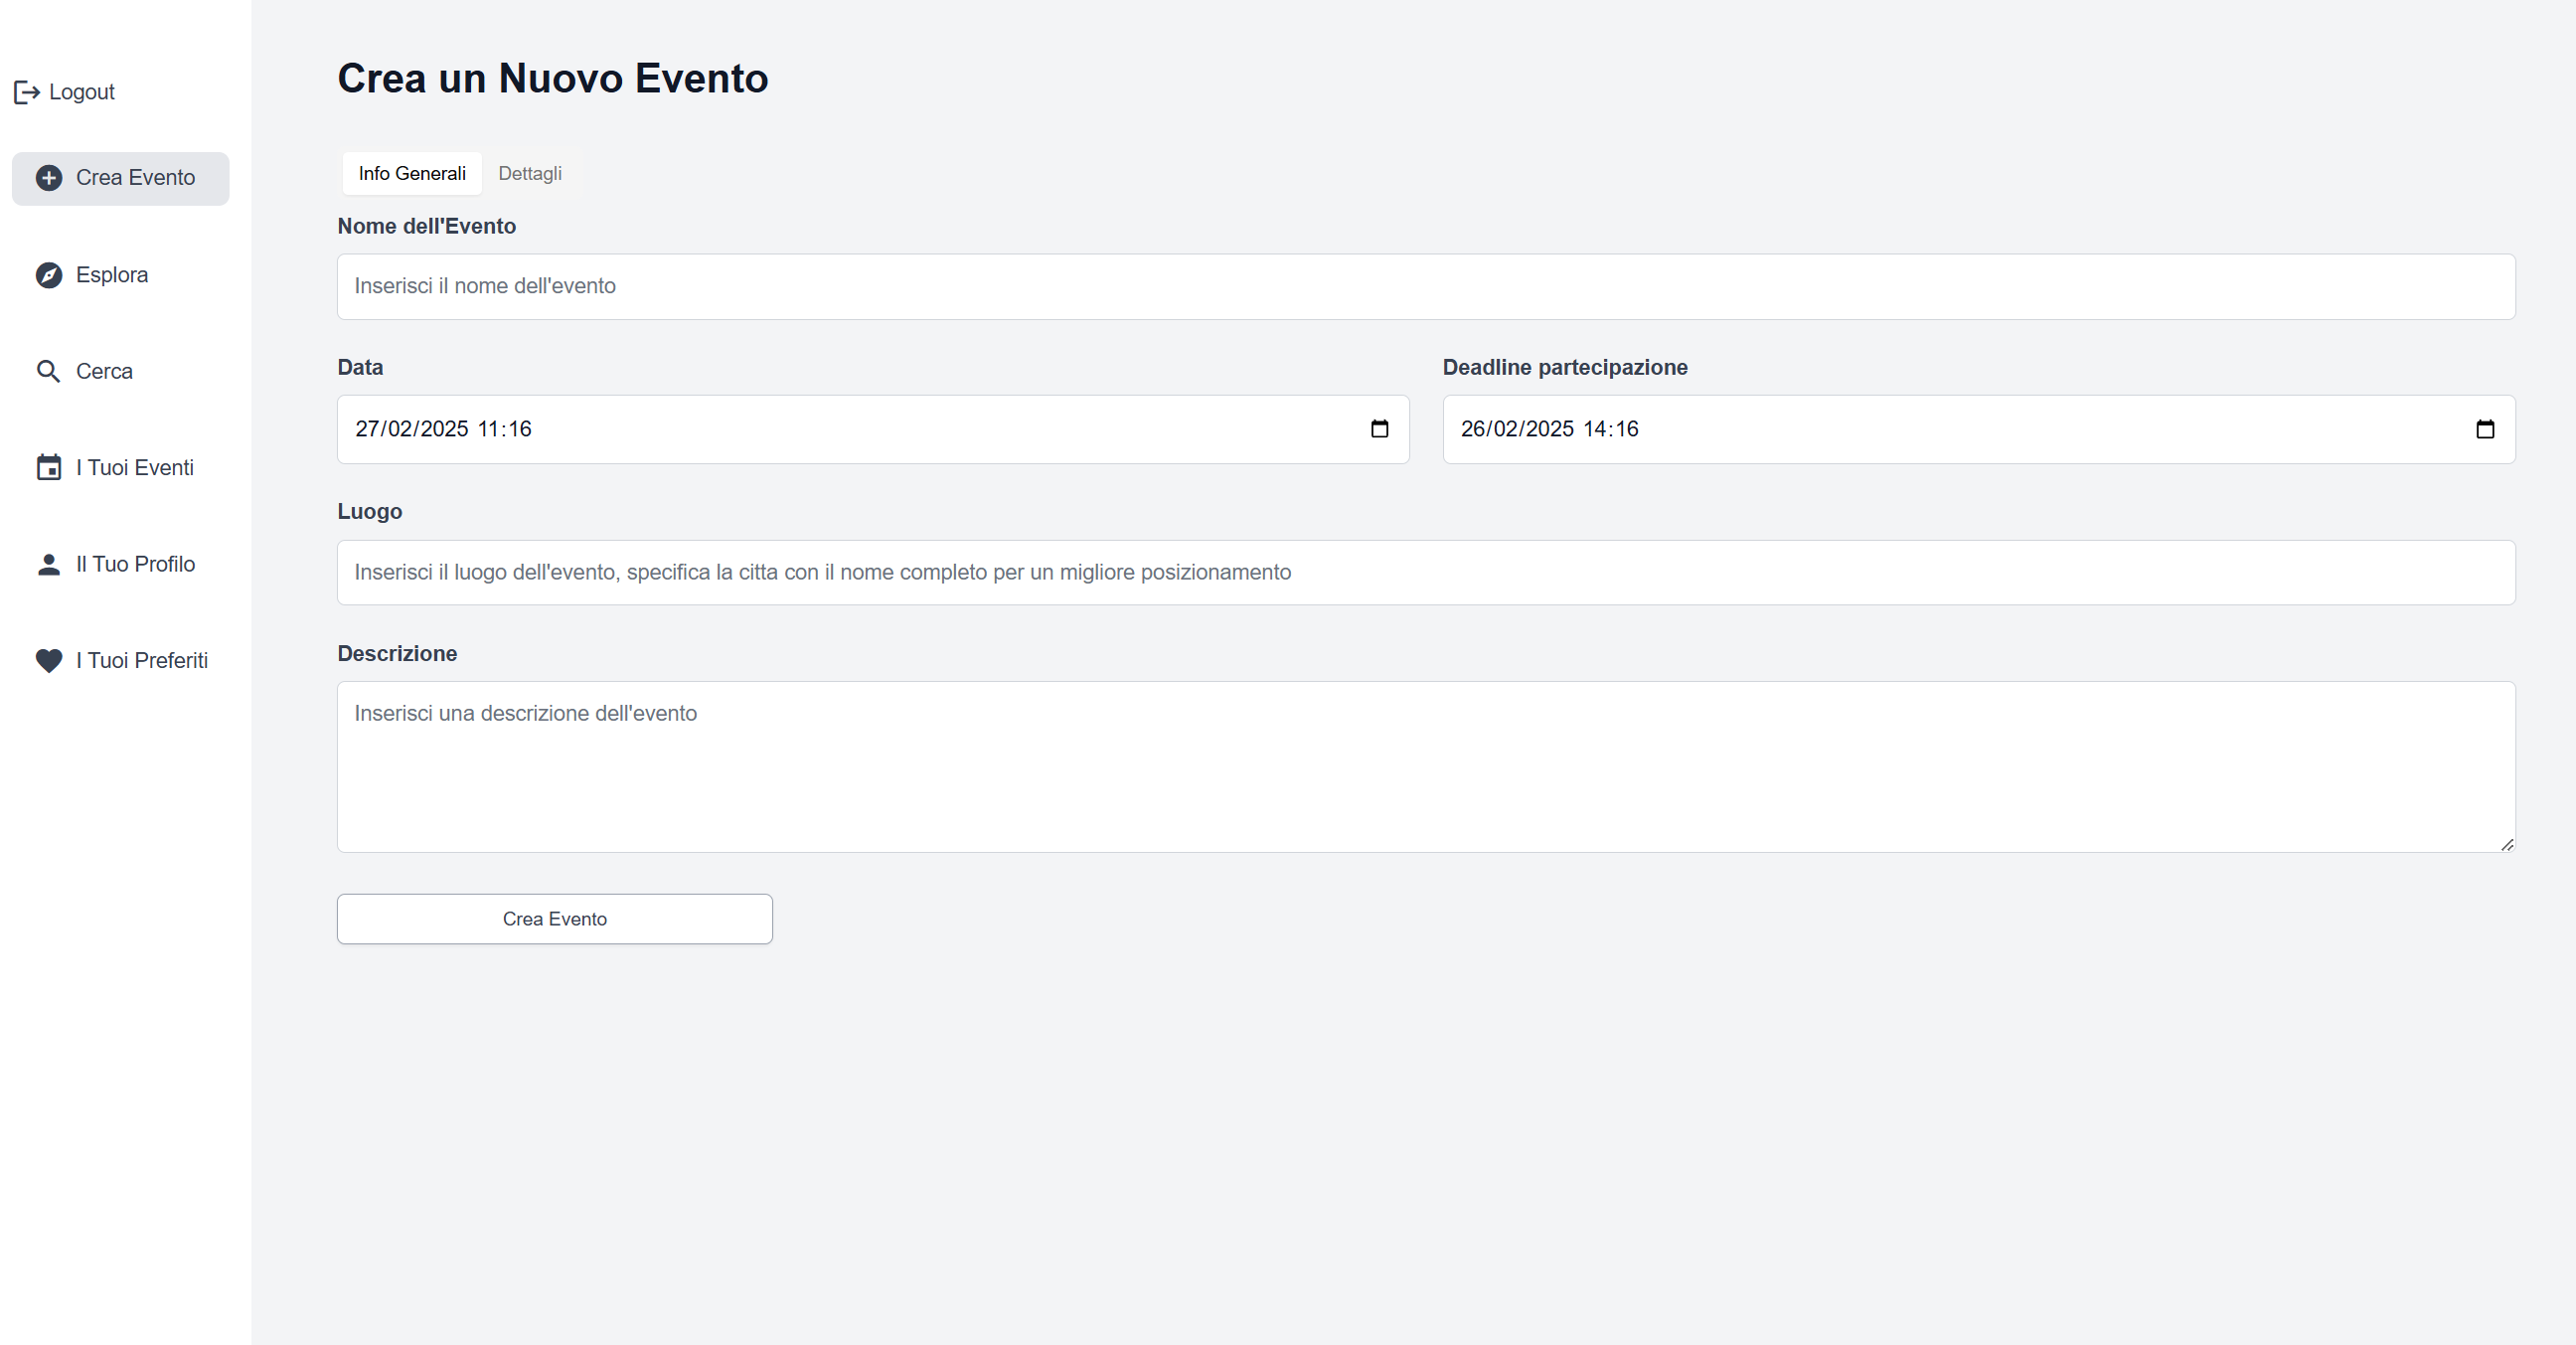 Logout
Crea Evento
Esplora
Cerca
I Tuoi Eventi
Il Tuo Profilo
I Tuoi Preferiti
Crea un Nuovo Evento
Info Generali Dettagli
Nome dell'Evento
Inserisci il nome dell'evento
Data
27/02/2025 11:16
Deadline partecipazione
26/02/2025 14:16
Luogo
Inserisci il luogo dell'evento, specifica la citta con il nome completo per un migliore posizionamento
Descrizione
Inserisci una descrizione dell'evento
Crea Evento